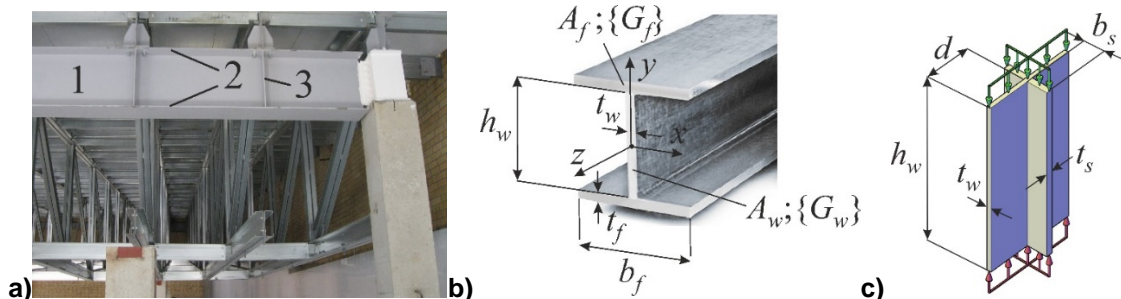 1
2
3
a)
A_f;{G_f}
y
t_w
h_w
x
z
A_w;{G_w}
t_f
b_f
b)
b_s
d
h_w
t_w
t_s
c)